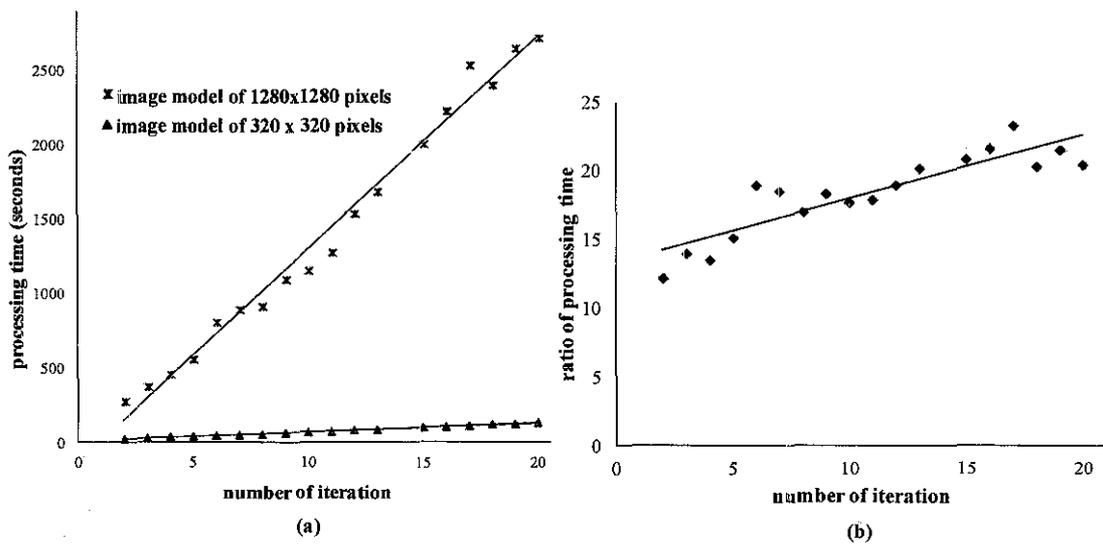 2500
2000
1500
1000
500
0
processing time (seconds)
image model of 1280x1280 pixels
image model of 320 x 320 pixels
0 5 10 15 20
number of iteration
(a)
25
20
15
10
5
0
ratio of processing time
0 5 10 15 20
number of iteration
(b)